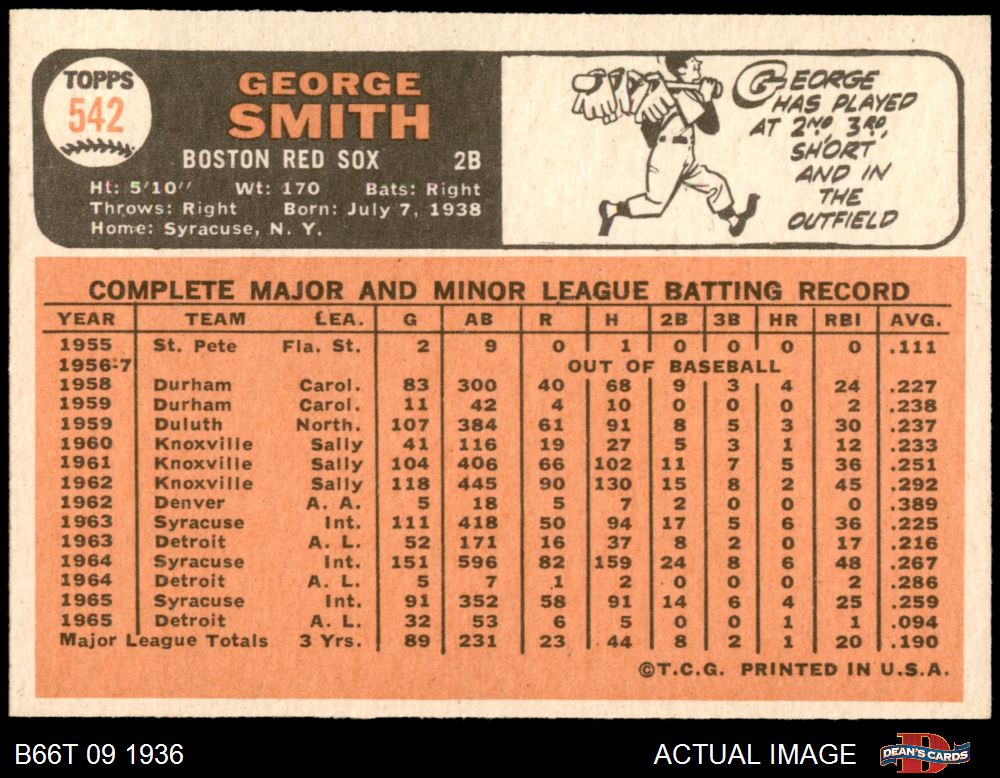 TOPPS
542
GEORGE
SMITH
BOSTON RED SOX 2B
Ht: 5'10" Wt: 170 Bats: Right
Throws: Right Born: July 7, 1938
Home: Syracuse, N. Y.
GEORGE
HAS PLAYED
AT 2ND, 3RD,
SHORT
AND IN
THE
OUTFIELD
COMPLETE MAJOR AND MINOR LEAGUE BATTING RECORD
YEAR TEAM LEA. G AB R H 2B 3B HR RBI AVG.
1955 St. Pete Fla. St. 2 9 0 1 0 0 0 0 .111
1956-7 OUT OF BASEBALL
1958 Durham Carol. 83 300 40 68 9 3 4 24 .227
1959 Durham Carol. 11 42 4 10 0 0 0 2 .238
1959 Duluth North. 107 384 61 91 8 5 3 30 .237
1960 Knoxville Sally 41 116 19 27 5 3 1 12 .233
1961 Knoxville Sally 104 406 66 102 11 7 5 36 .251
1962 Knoxville Sally 118 445 90 130 15 8 2 45 .292
1962 Denver A. A. 5 18 5 7 2 0 0 0 .389
1963 Syracuse Int. 111 418 50 94 17 5 6 36 .225
1963 Detroit A. L. 52 171 16 37 8 2 0 17 .216
1964 Syracuse Int. 151 596 82 159 24 8 6 48 .267
1964 Detroit A. L. 5 7 1 2 0 0 0 2 .286
1965 Syracuse Int. 91 352 58 91 14 6 4 25 .259
1965 Detroit A. L. 32 53 6 5 0 0 1 1 .094
Major League Totals 3 Yrs. 89 231 23 44 8 2 1 20 .190
©T.C.G. PRINTED IN U.S.A.
B66T 09 1936
ACTUAL IMAGE
D
DEAN'S CARDS